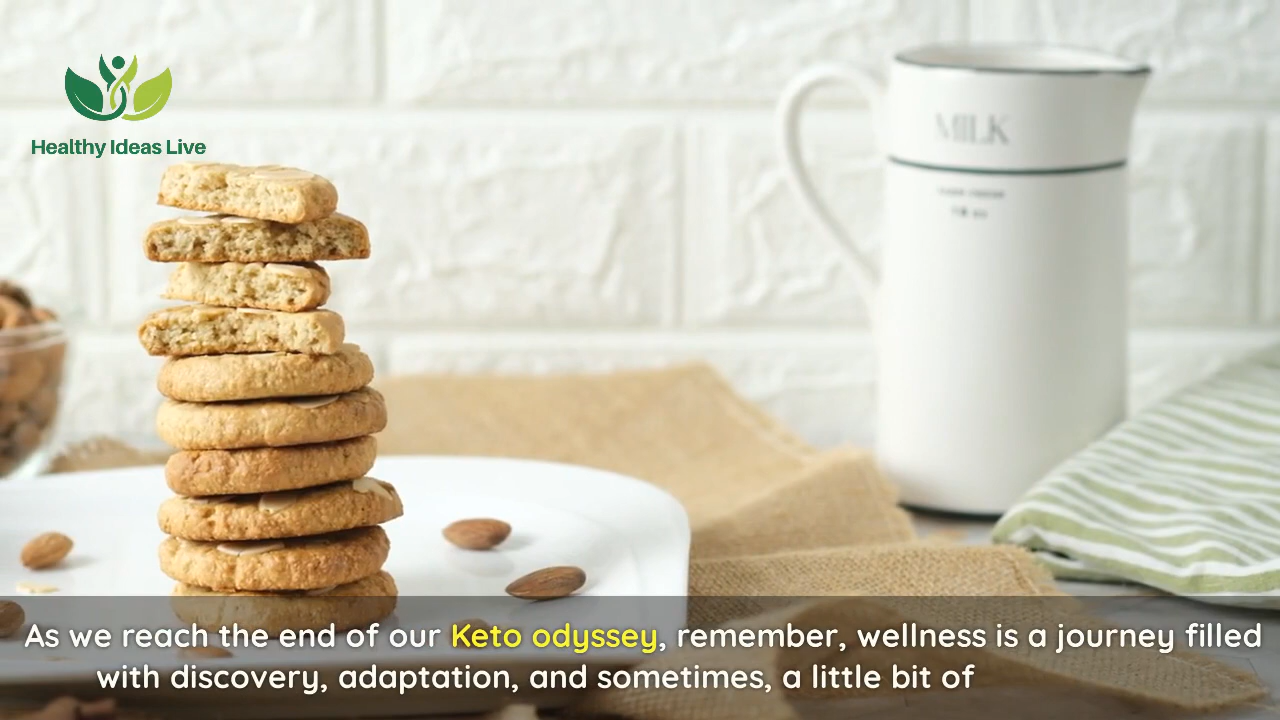 Healthy Ideas Live
MILK
As we reach the end of our Keto odyssey, remember, wellness is a journey filled
with discovery, adaptation, and sometimes, a little bit of